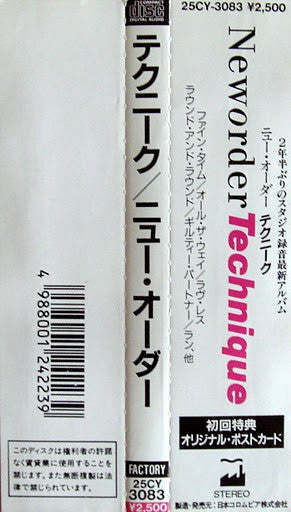 25CY-3083 ¥2,500
Neworder Technique
2年半ぶりのスタジオ録音最新アルバム
ニュー・オーダー テクニーク
ファイン・タイム/オール・ザ・ウェイ/ラヴ・レス
ラウンド・アンド・ラウンド/ギルティー・パートナー/ラン、他
初回特典
オリジナル・ポストカード
STEREO
製造・発売元:日本コロムビア株式会社
COMPACT
disc
DIGITAL AUDIO
テクニーク/ニュー・オーダー
FACTORY
25CY
3083
¥2,500
4 988001 242239
このディスクは権利者の許諾
なく賃貸業に使用することを
禁じます。また無断複製は法
律で禁じられています。